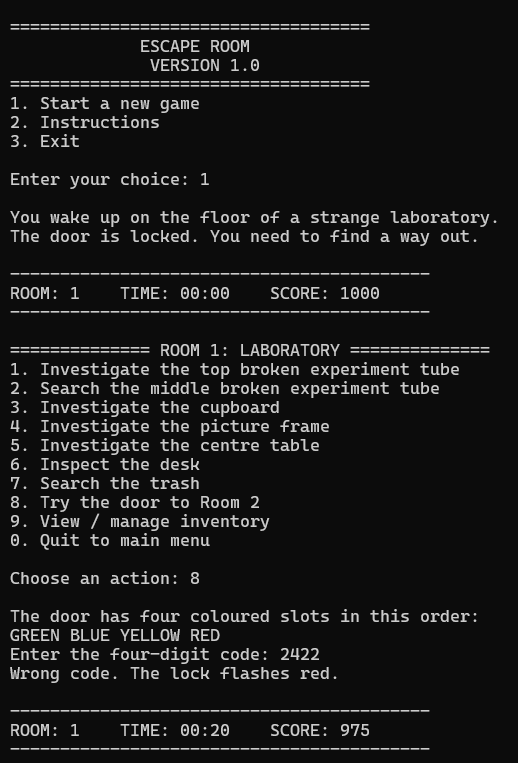 ====================================
ESCAPE ROOM
VERSION 1.0
====================================
1. Start a new game
2. Instructions
3. Exit
Enter your choice: 1
You wake up on the floor of a strange laboratory.
The door is locked. You need to find a way out.
------------------------------------------
ROOM: 1    TIME: 00:00    SCORE: 1000
------------------------------------------
============== ROOM 1: LABORATORY ==============
1. Investigate the top broken experiment tube
2. Search the middle broken experiment tube
3. Investigate the cupboard
4. Investigate the picture frame
5. Investigate the centre table
6. Inspect the desk
7. Search the trash
8. Try the door to Room 2
9. View / manage inventory
0. Quit to main menu
Choose an action: 8
The door has four coloured slots in this order:
GREEN BLUE YELLOW RED
Enter the four-digit code: 2422
Wrong code. The lock flashes red.
------------------------------------------
ROOM: 1    TIME: 00:20    SCORE: 975
------------------------------------------